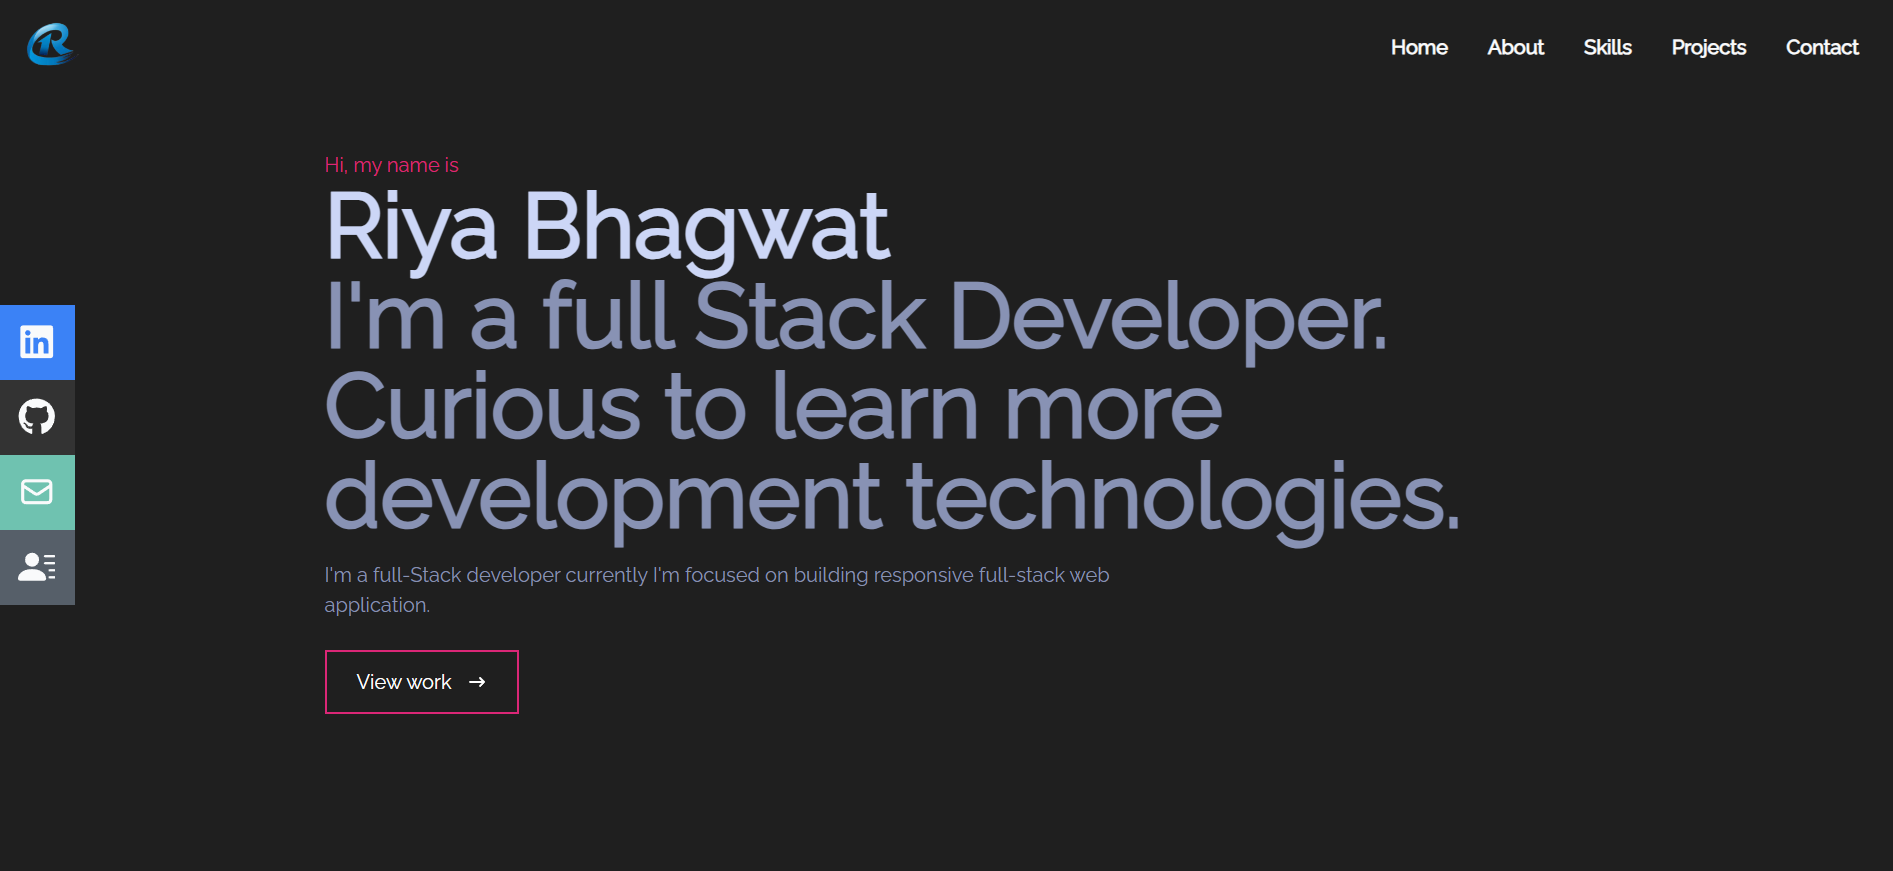 Home About Skills Projects Contact
Hi, my name is
Riya Bhagwat
I'm a full Stack Developer.
Curious to learn more
development technologies.
I'm a full-Stack developer currently I'm focused on building responsive full-stack web
application.
View work →